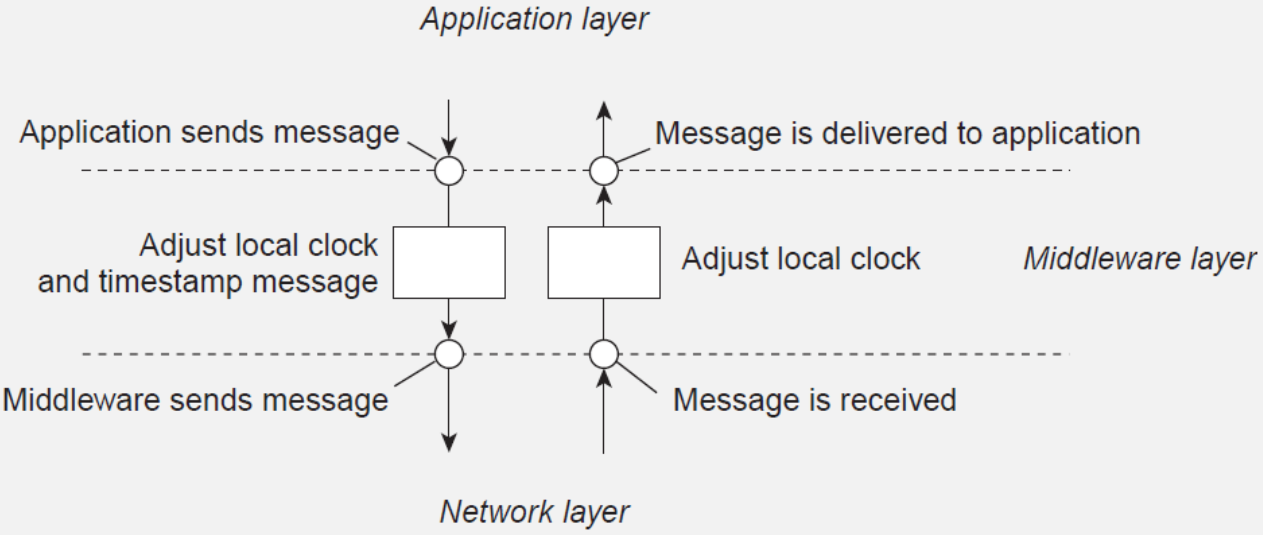 Application layer
Application sends message
Message is delivered to application
Adjust local clock
and timestamp message
Adjust local clock
Middleware layer
Middleware sends message
Message is received
Network layer